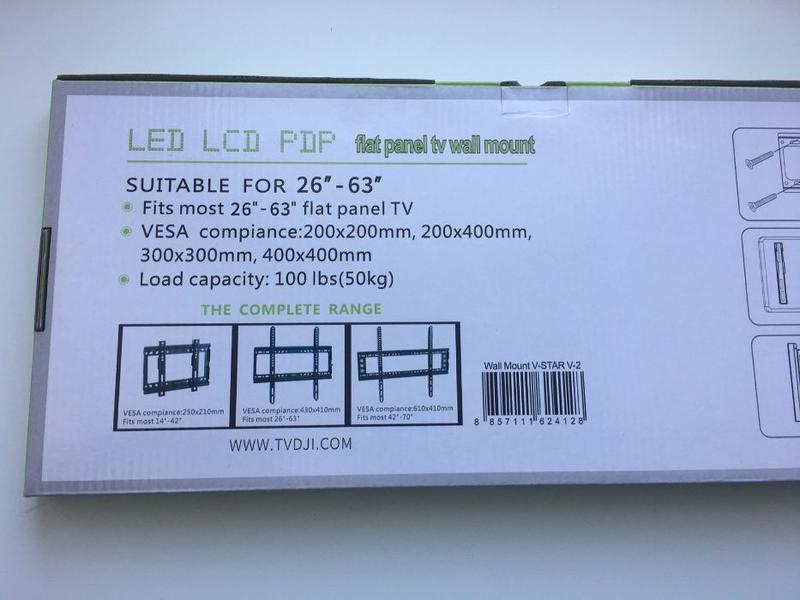 LED LCD PDP flat panel tv wall mount
SUITABLE FOR 26"-63"
Fits most 26"-63" flat panel TV
VESA compiance:200x200mm, 200x400mm,
300x300mm, 400x400mm
Load capacity: 100 lbs(50kg)
THE COMPLETE RANGE
VESA compiance:250x210mm
Fits most 14"-42"
VESA compiance:430x410mm
Fits most 26"-63"
VESA compiance:610x410mm
Fits most 42"-70"
Wall Mount V-STAR V-2
8 857111 624128
WWW.TVDJI.COM